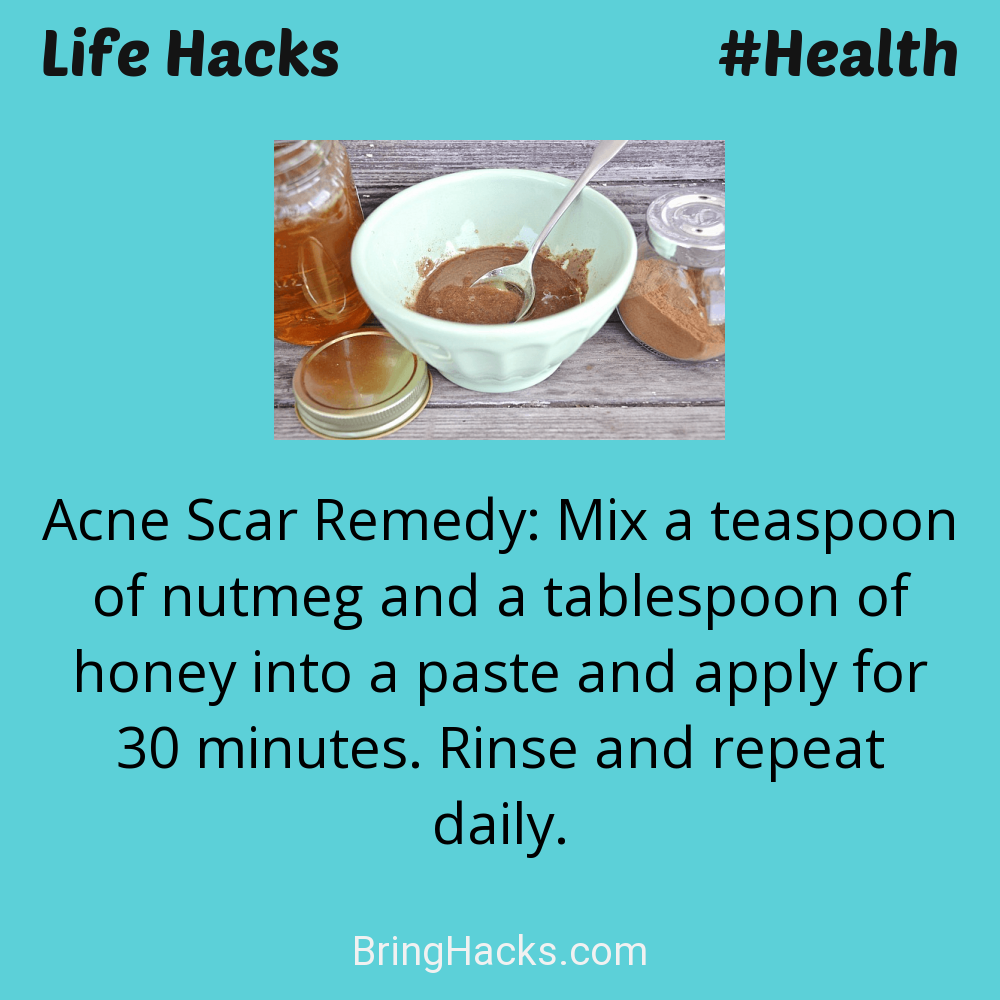 Life Hacks
#Health
Acne Scar Remedy: Mix a teaspoon
of nutmeg and a tablespoon of
honey into a paste and apply for
30 minutes. Rinse and repeat
daily.
BringHacks.com